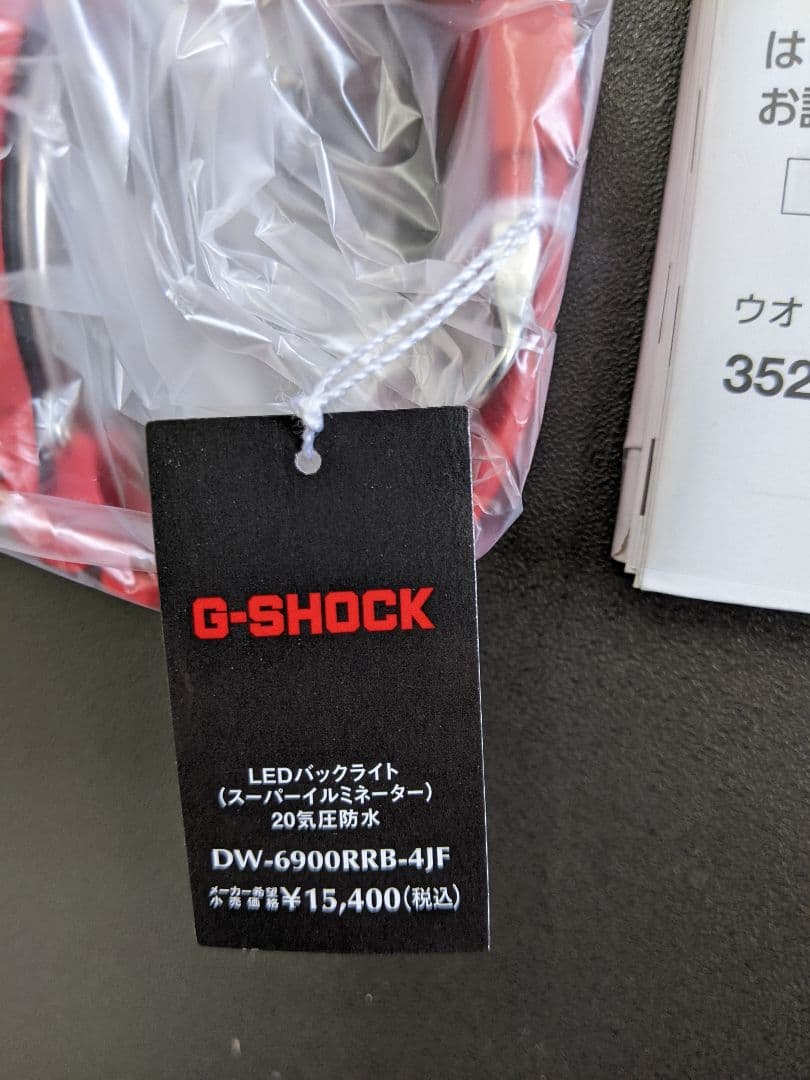 は
お
ウオ
352
G-SHOCK
LEDバックライト
(スーパーイルミネーター)
20気圧防水
DW-6900RRB-4JF
メーカー希望小売価格¥15,400(税込)